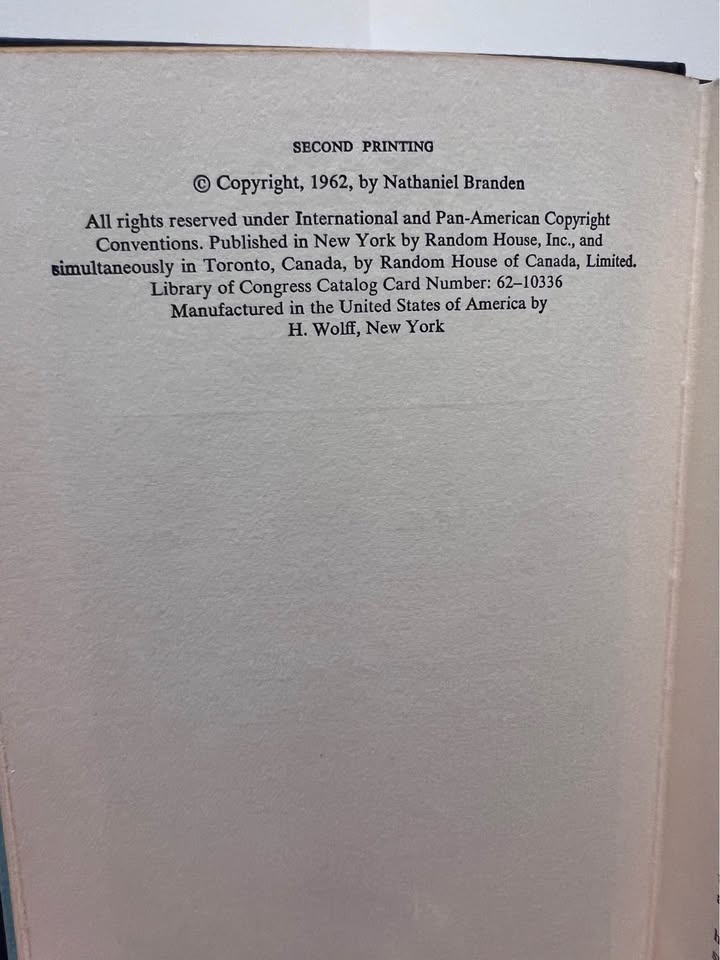 SECOND PRINTING
© Copyright, 1962, by Nathaniel Branden
All rights reserved under International and Pan-American Copyright
Conventions. Published in New York by Random House, Inc., and
simultaneously in Toronto, Canada, by Random House of Canada, Limited.
Library of Congress Catalog Card Number: 62–10336
Manufactured in the United States of America by
H. Wolff, New York